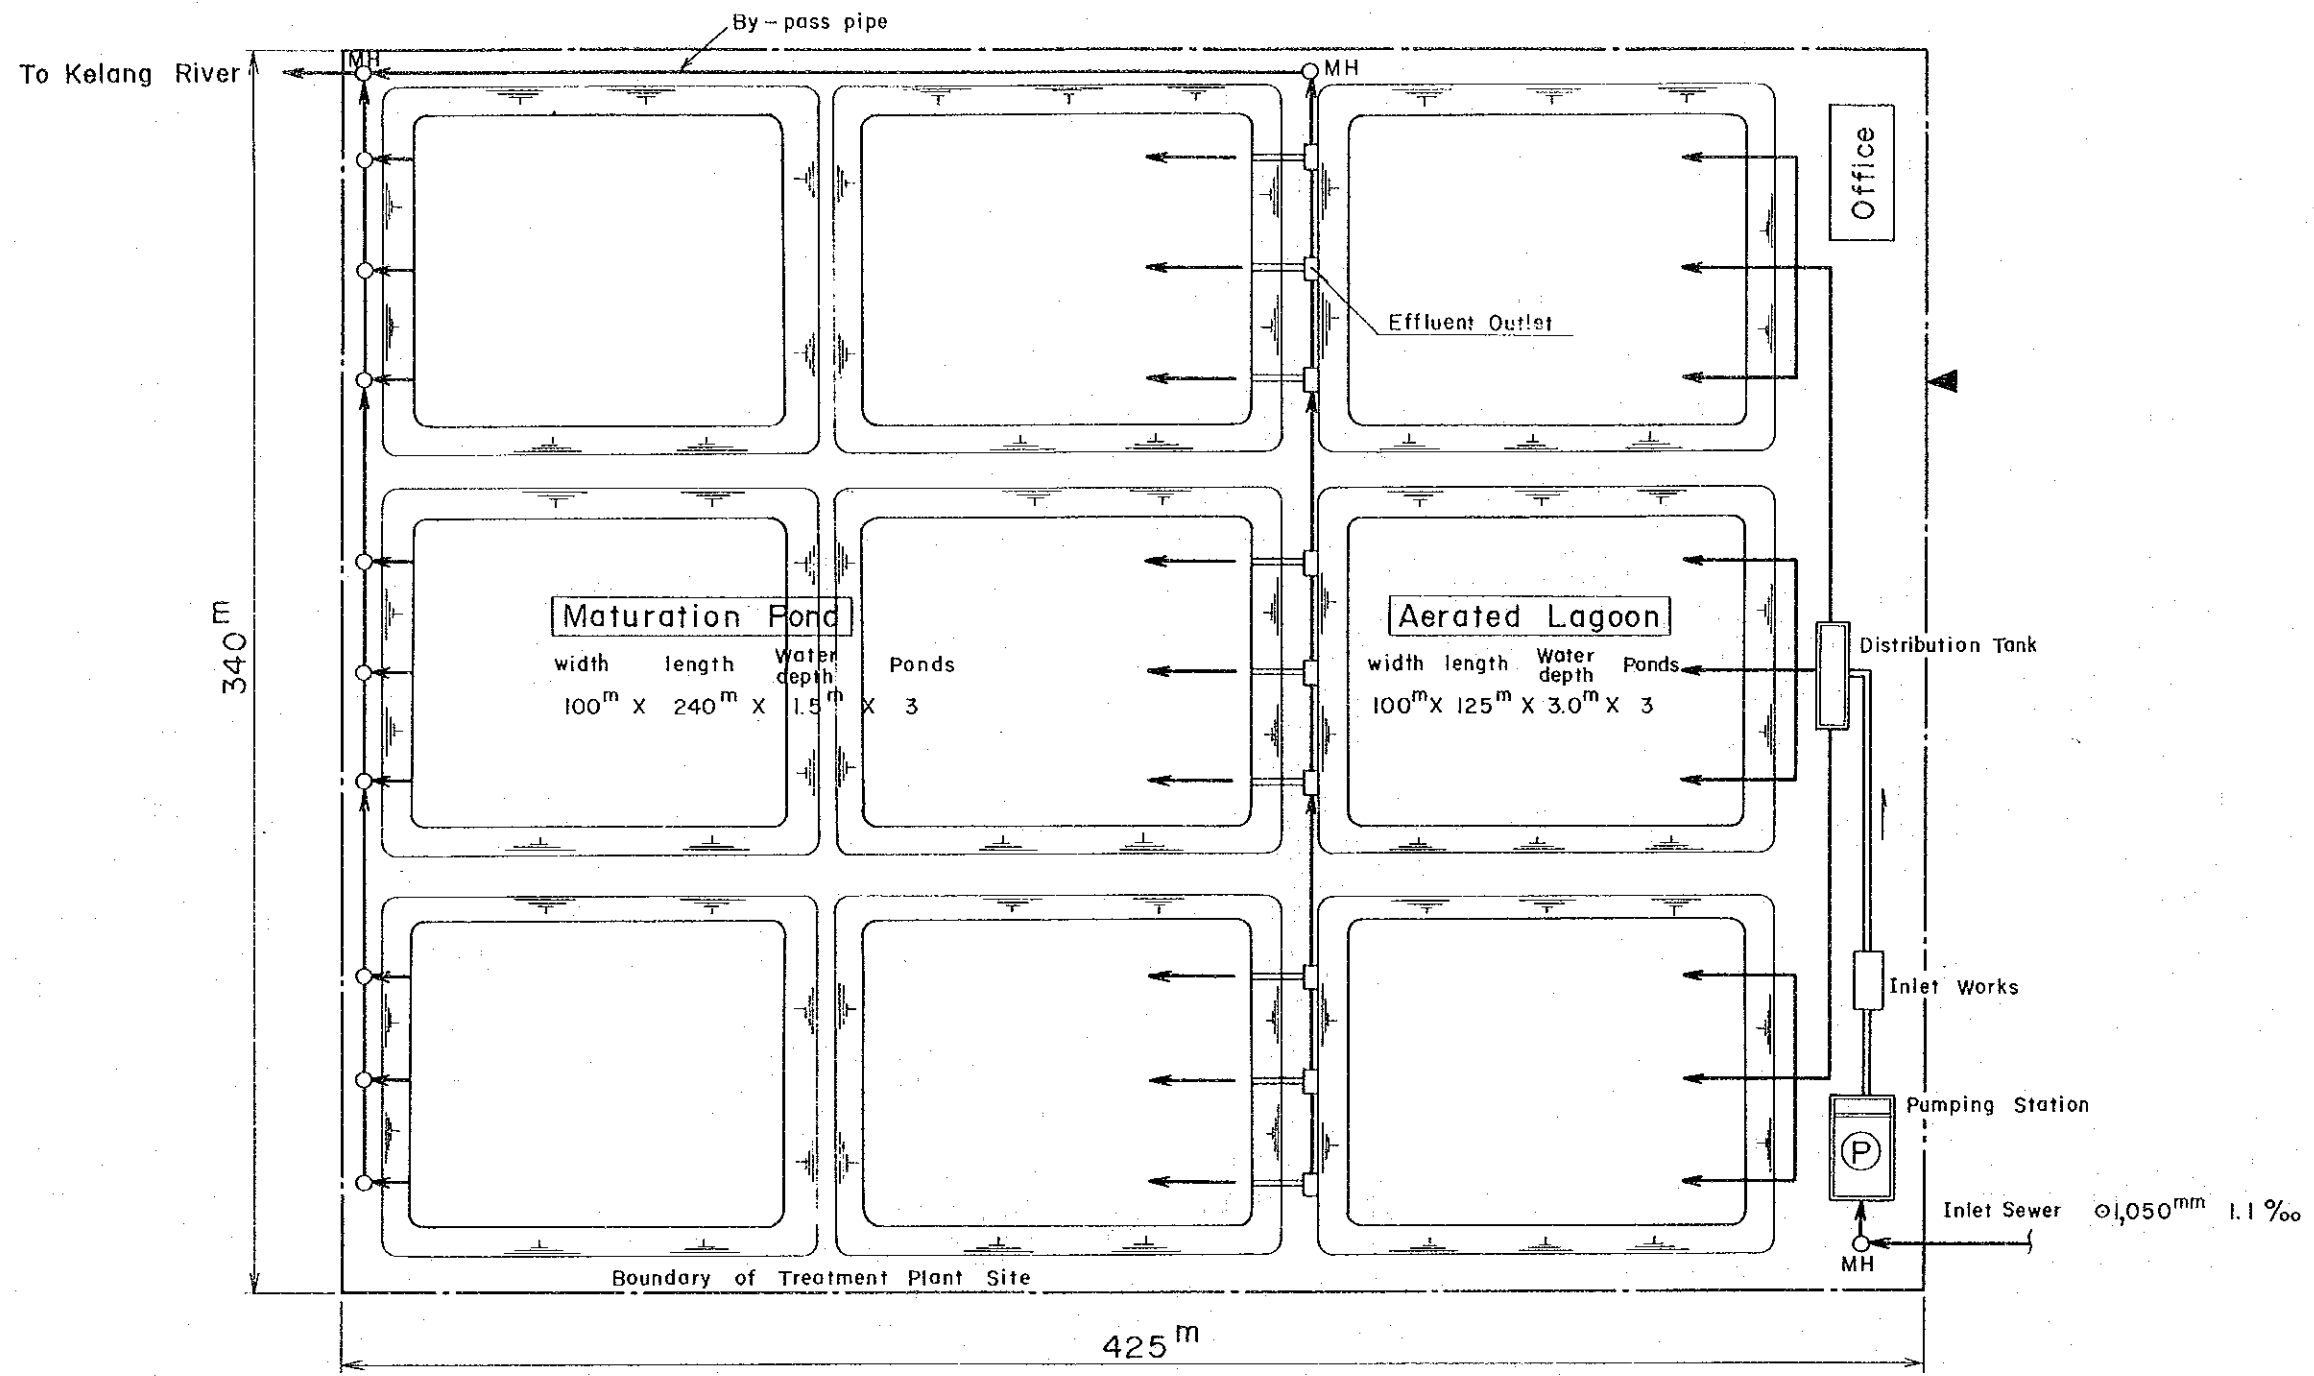 By-pass pipe
To Kelang River
MH
MH
Office
Effluent Outlet
340m
Maturation Pond
width length Water depth Ponds
100m X 240m X 1.5m X 3
Aerated Lagoon
width length Water depth Ponds
100m X 125m X 3.0m X 3
Distribution Tank
Inlet Works
Pumping Station
P
Inlet Sewer ⊙1,050mm 1.1 ‰
MH
Boundary of Treatment Plant Site
425m